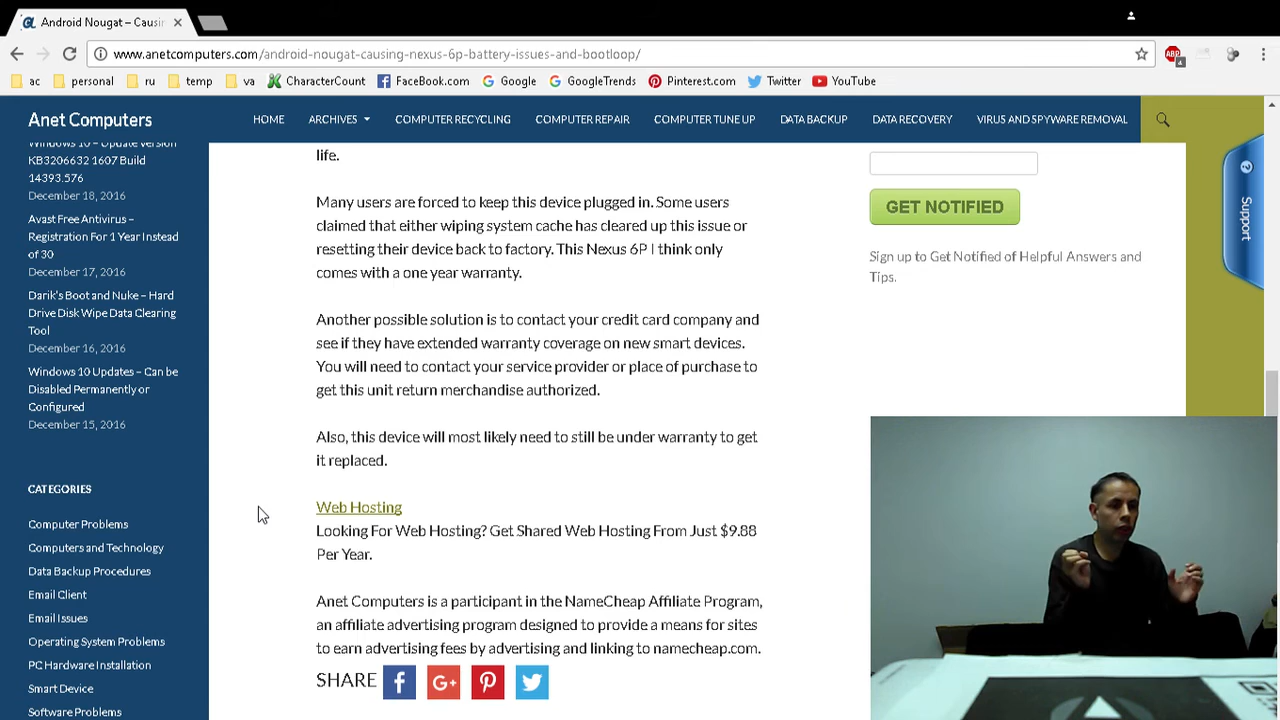 Android Nougat – Causin
www.anetcomputers.com/android-nougat-causing-nexus-6p-battery-issues-and-bootloop/
ABP
4
ac
personal
ru
temp
va
CharacterCount
FaceBook.com
Google
GoogleTrends
Pinterest.com
Twitter
YouTube
Anet Computers
HOME
ARCHIVES
COMPUTER RECYCLING
COMPUTER REPAIR
COMPUTER TUNE UP
DATA BACKUP
DATA RECOVERY
VIRUS AND SPYWARE REMOVAL
Windows 10 – Update Version
KB3206632 1607 Build
14393.576
December 18, 2016
Avast Free Antivirus –
Registration For 1 Year Instead
of 30
December 17, 2016
Darik's Boot and Nuke – Hard
Drive Disk Wipe Data Clearing
Tool
December 16, 2016
Windows 10 Updates – Can be
Disabled Permanently or
Configured
December 15, 2016
CATEGORIES
Computer Problems
Computers and Technology
Data Backup Procedures
Email Client
Email Issues
Operating System Problems
PC Hardware Installation
Smart Device
Software Problems
life.
Many users are forced to keep this device plugged in. Some users
claimed that either wiping system cache has cleared up this issue or
resetting their device back to factory. This Nexus 6P I think only
comes with a one year warranty.
Another possible solution is to contact your credit card company and
see if they have extended warranty coverage on new smart devices.
You will need to contact your service provider or place of purchase to
get this unit return merchandise authorized.
Also, this device will most likely need to still be under warranty to get
it replaced.
Web Hosting
Looking For Web Hosting? Get Shared Web Hosting From Just $9.88
Per Year.
Anet Computers is a participant in the NameCheap Affiliate Program,
an affiliate advertising program designed to provide a means for sites
to earn advertising fees by advertising and linking to namecheap.com.
SHARE
GET NOTIFIED
Sign up to Get Notified of Helpful Answers and
Tips.
Support